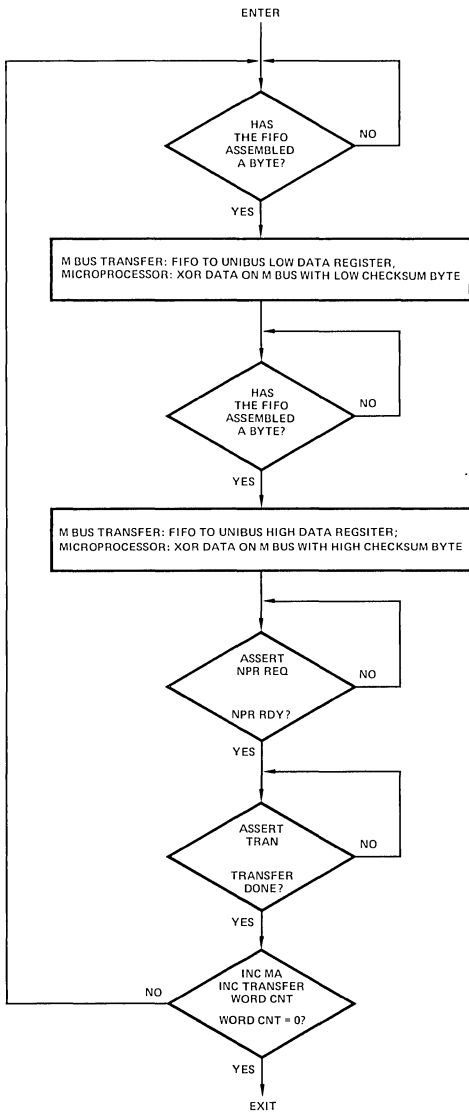 ENTER
HAS
THE FIFO
ASSEMBLED
A BYTE?
NO
YES
M BUS TRANSFER: FIFO TO UNIBUS LOW DATA REGISTER,
MICROPROCESSOR: XOR DATA ON M BUS WITH LOW CHECKSUM BYTE
HAS
THE FIFO
ASSEMBLED
A BYTE?
NO
YES
M BUS TRANSFER: FIFO TO UNIBUS HIGH DATA REGSITER;
MICROPROCESSOR: XOR DATA ON M BUS WITH HIGH CHECKSUM BYTE
ASSERT
NPR REQ
NO
NPR RDY?
YES
ASSERT
TRAN
NO
TRANSFER
DONE?
YES
INC MA
NO
INC TRANSFER
WORD CNT
WORD CNT = 0?
YES
EXIT